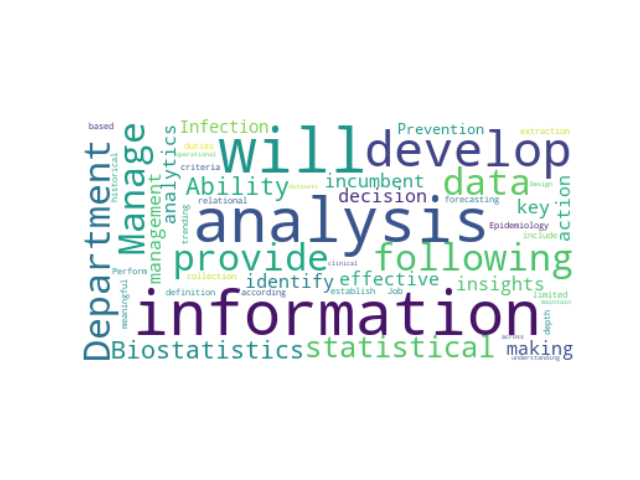 based
Infection
Prevention
extraction
duties
will
develop
operational
historical
Manage
analytics
criteria
Department
management
Ability
datasets
incumbent
data
Design
relational
decision
forecasting
key
action
trending
analysis
Epidemiology
include
provide
following
clinical
Perform
collection
identify
effective
insights
meaningful
definition
according
establish
Job
limited
maintain
information
depth
across
Biostatistics
statistical
making
understanding